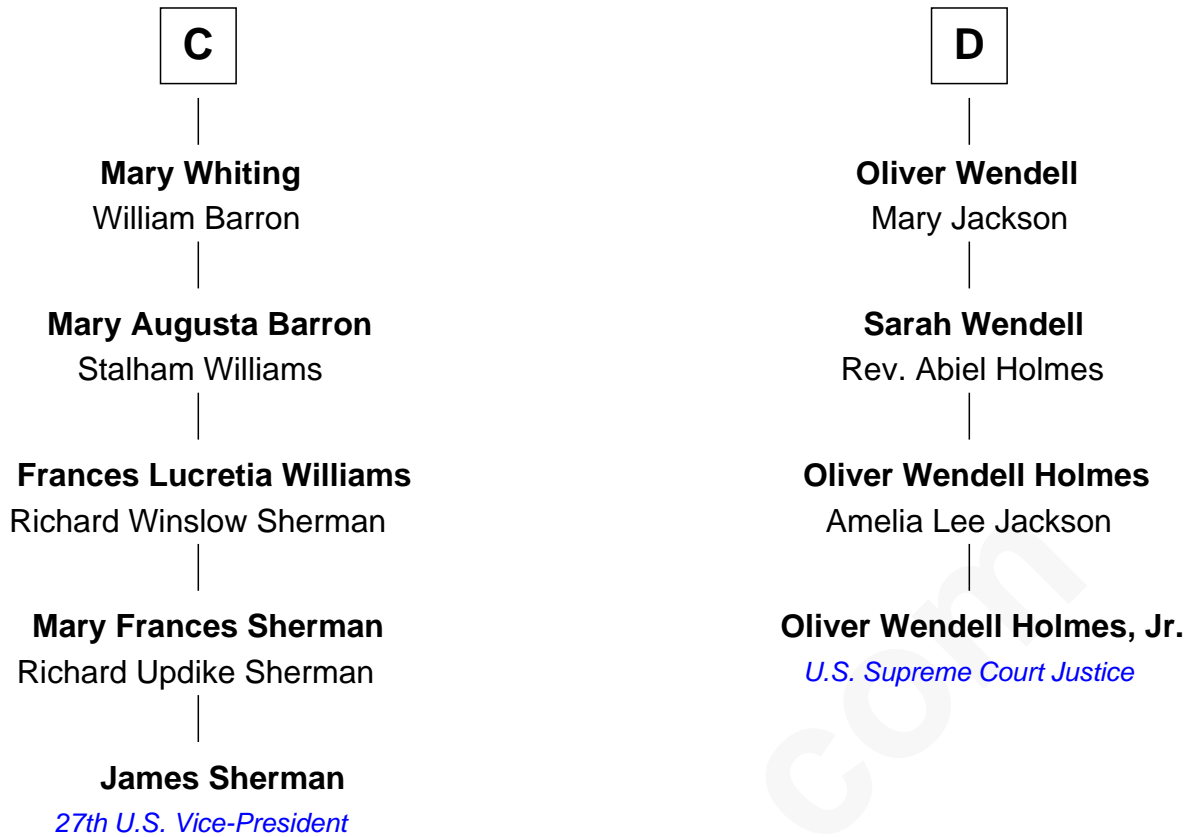 C
Mary Whiting
William Barron
Mary Augusta Barron
Stalham Williams
Frances Lucretia Williams
Richard Winslow Sherman
Mary Frances Sherman
Richard Updike Sherman
James Sherman
27th U.S. Vice-President
D
Oliver Wendell
Mary Jackson
Sarah Wendell
Rev. Abiel Holmes
Oliver Wendell Holmes
Amelia Lee Jackson
Oliver Wendell Holmes, Jr.
U.S. Supreme Court Justice
com